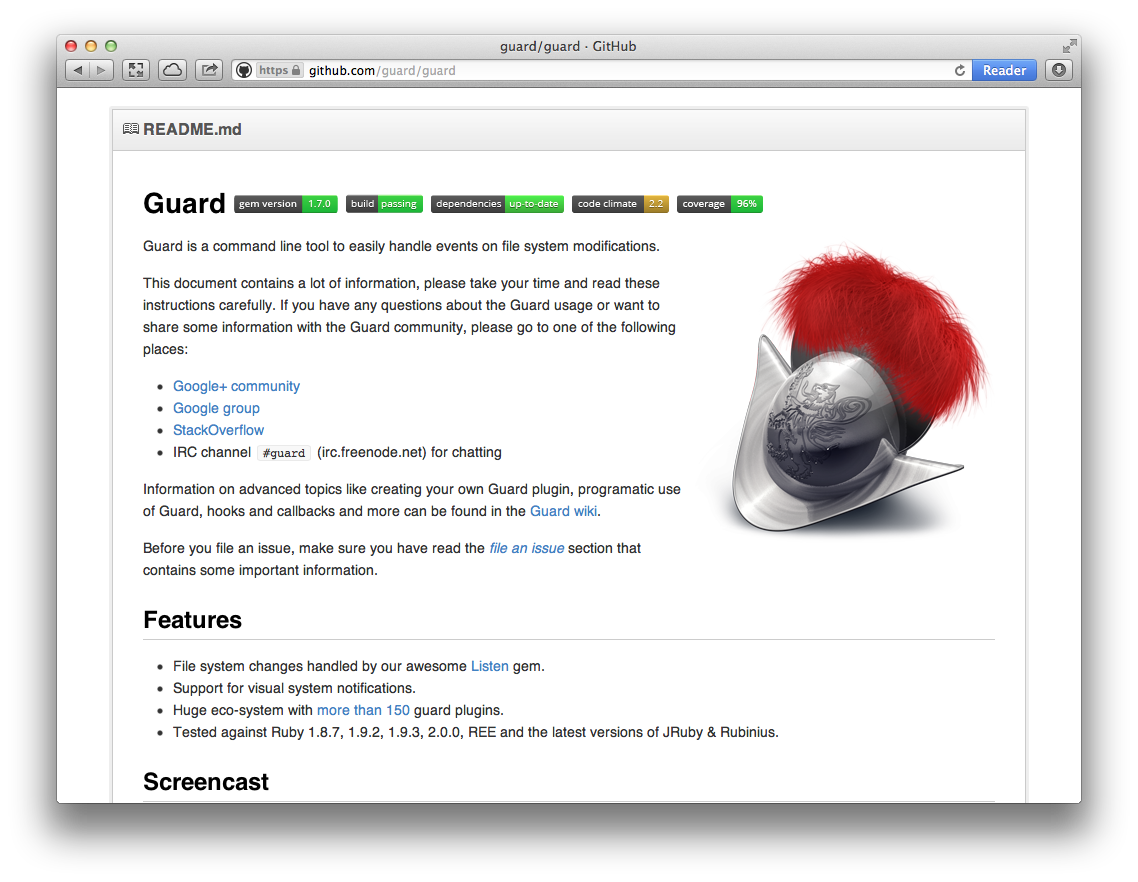 guard/guard · GitHub
https github.com/guard/guard Reader
README.md
Guard gem version 1.7.0 build passing dependencies up-to-date code climate 2.2 coverage 96%
Guard is a command line tool to easily handle events on file system modifications.
This document contains a lot of information, please take your time and read these
instructions carefully. If you have any questions about the Guard usage or want to
share some information with the Guard community, please go to one of the following
places:
• Google+ community
• Google group
• StackOverflow
• IRC channel #guard (irc.freenode.net) for chatting
Information on advanced topics like creating your own Guard plugin, programatic use
of Guard, hooks and callbacks and more can be found in the Guard wiki.
Before you file an issue, make sure you have read the file an issue section that
contains some important information.
Features
• File system changes handled by our awesome Listen gem.
• Support for visual system notifications.
• Huge eco-system with more than 150 guard plugins.
• Tested against Ruby 1.8.7, 1.9.2, 1.9.3, 2.0.0, REE and the latest versions of JRuby & Rubinius.
Screencast